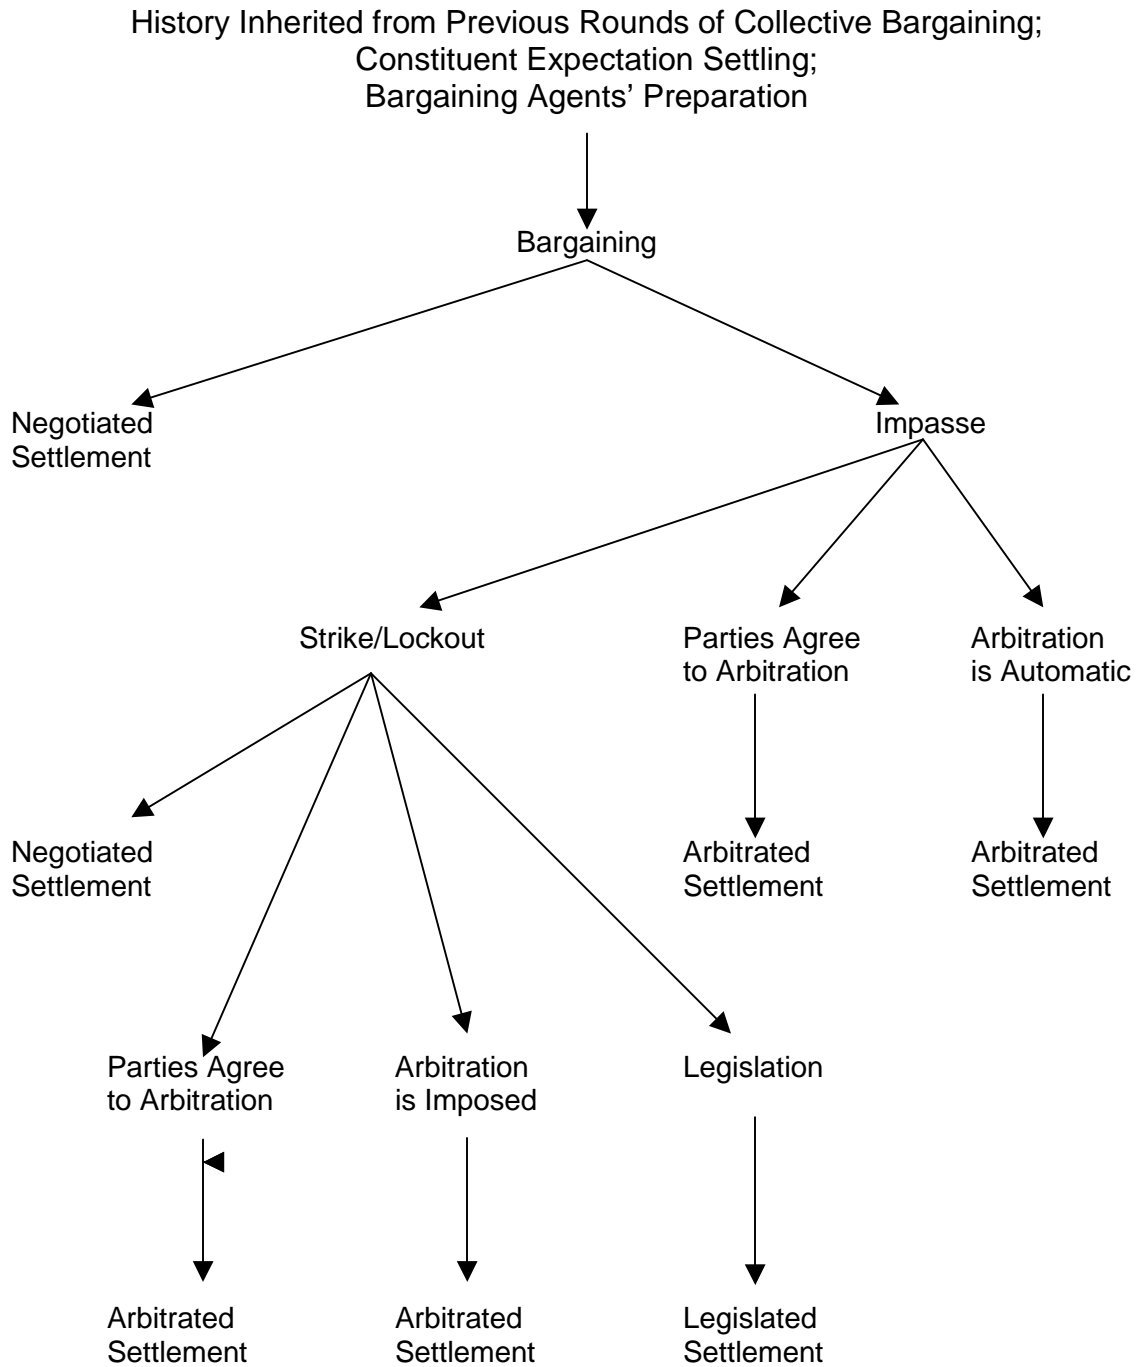 History Inherited from Previous Rounds of Collective Bargaining;
Constituent Expectation Settling;
Bargaining Agents’ Preparation
Bargaining
Negotiated
Settlement
Impasse
Strike/Lockout
Parties Agree
to Arbitration
Arbitration
is Automatic
Negotiated
Settlement
Arbitrated
Settlement
Arbitrated
Settlement
Parties Agree
to Arbitration
Arbitration
is Imposed
Legislation
Arbitrated
Settlement
Arbitrated
Settlement
Legislated
Settlement